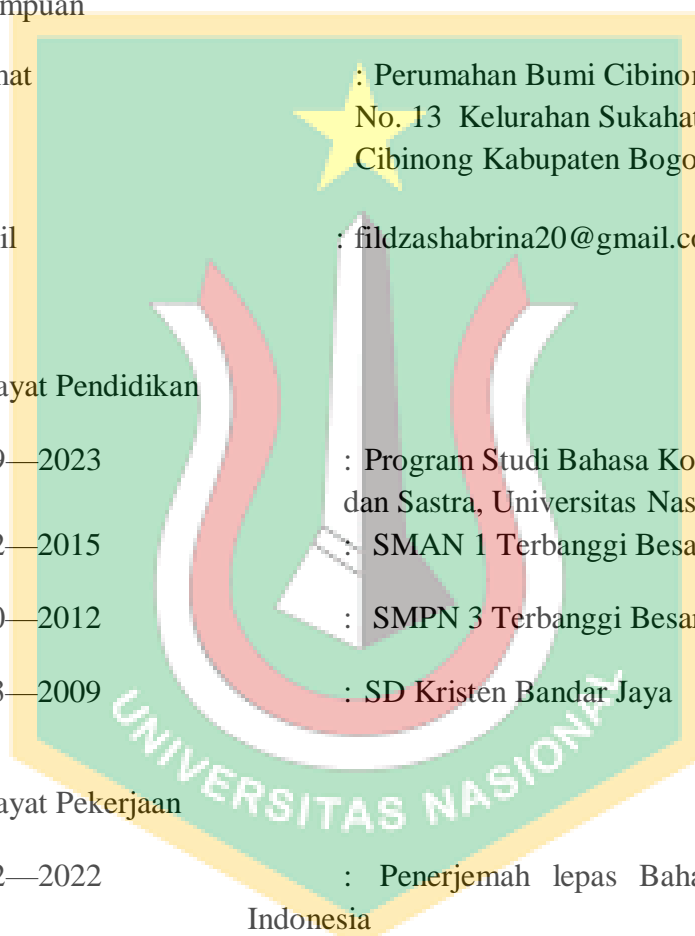 mpuan
mat : Perumahan Bumi Cibinon
No. 13 Kelurahan Sukahat
Cibinong Kabupaten Bogo
il : fildzashabrina20@gmail.co
ayat Pendidikan
9—2023 : Program Studi Bahasa Ko
dan Sastra, Universitas Nas
2—2015 : SMAN 1 Terbanggi Besa
0—2012 : SMPN 3 Terbanggi Besar
3—2009 : SD Kristen Bandar Jaya
UNIVERSITAS NASIONAL
ayat Pekerjaan
2—2022 : Penerjemah lepas Baha
Indonesia